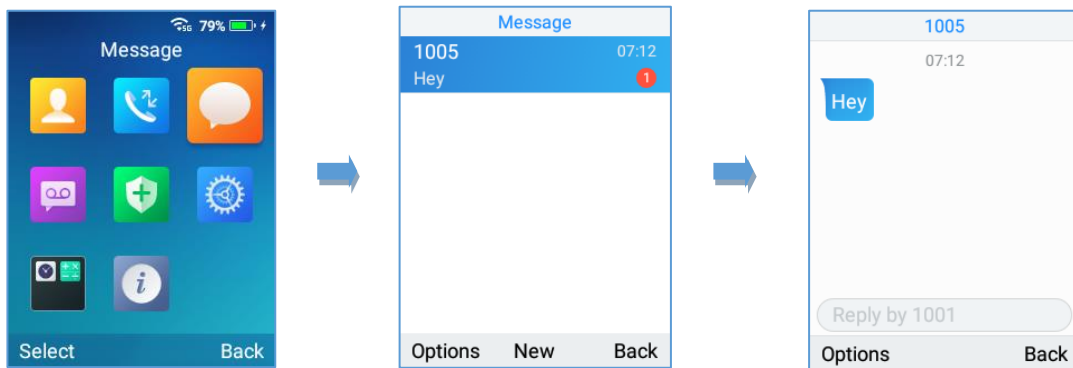 5G 79%
Message
Select Back
Message
1005 07:12
Hey 1
Options New Back
1005
07:12
Hey
Reply by 1001
Options Back